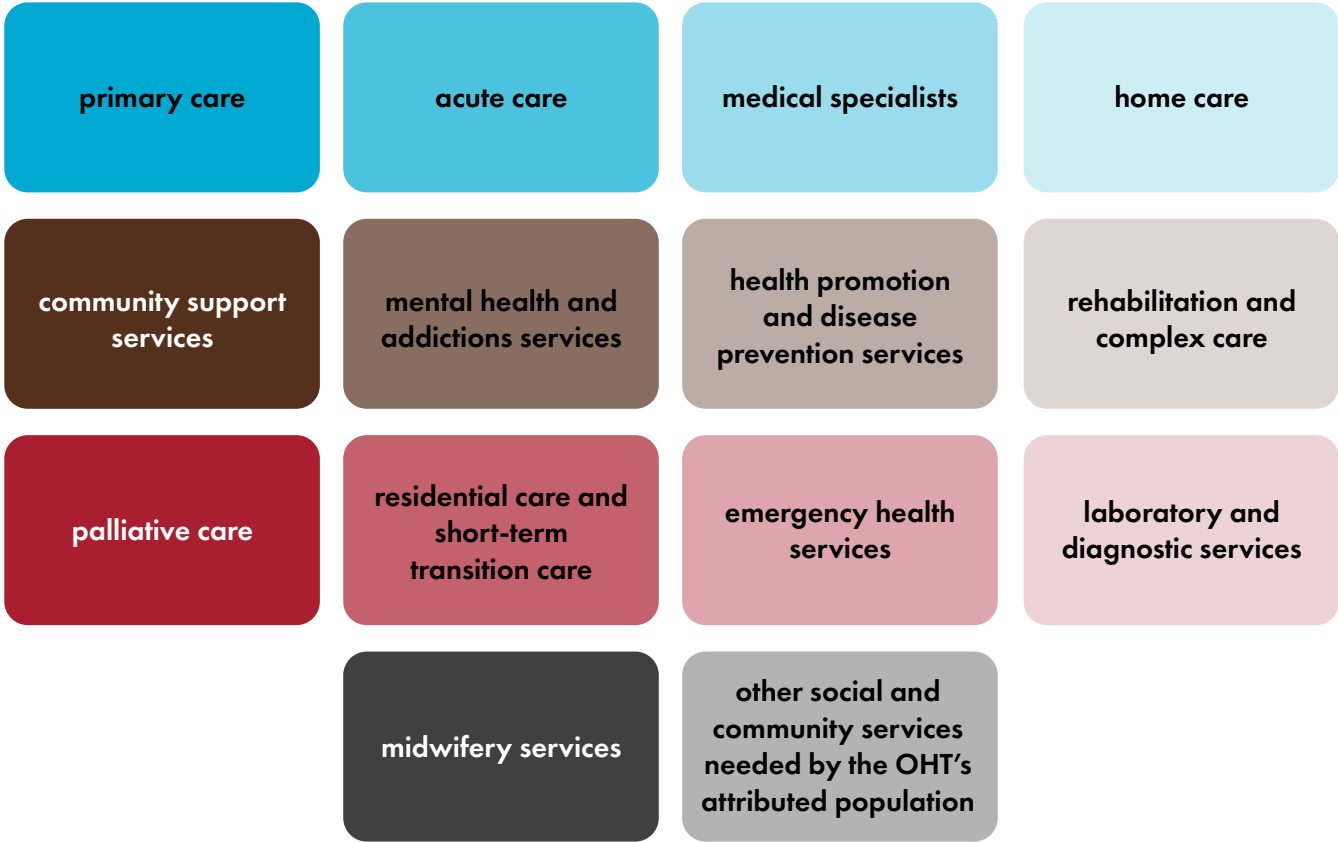 primary care
acute care
medical specialists
home care
community support
services
mental health and
addictions services
health promotion
and disease
prevention services
rehabilitation and
complex care
palliative care
residential care and
short-term
transition care
emergency health
services
laboratory and
diagnostic services
midwifery services
other social and
community services
needed by the OHT’s
attributed population